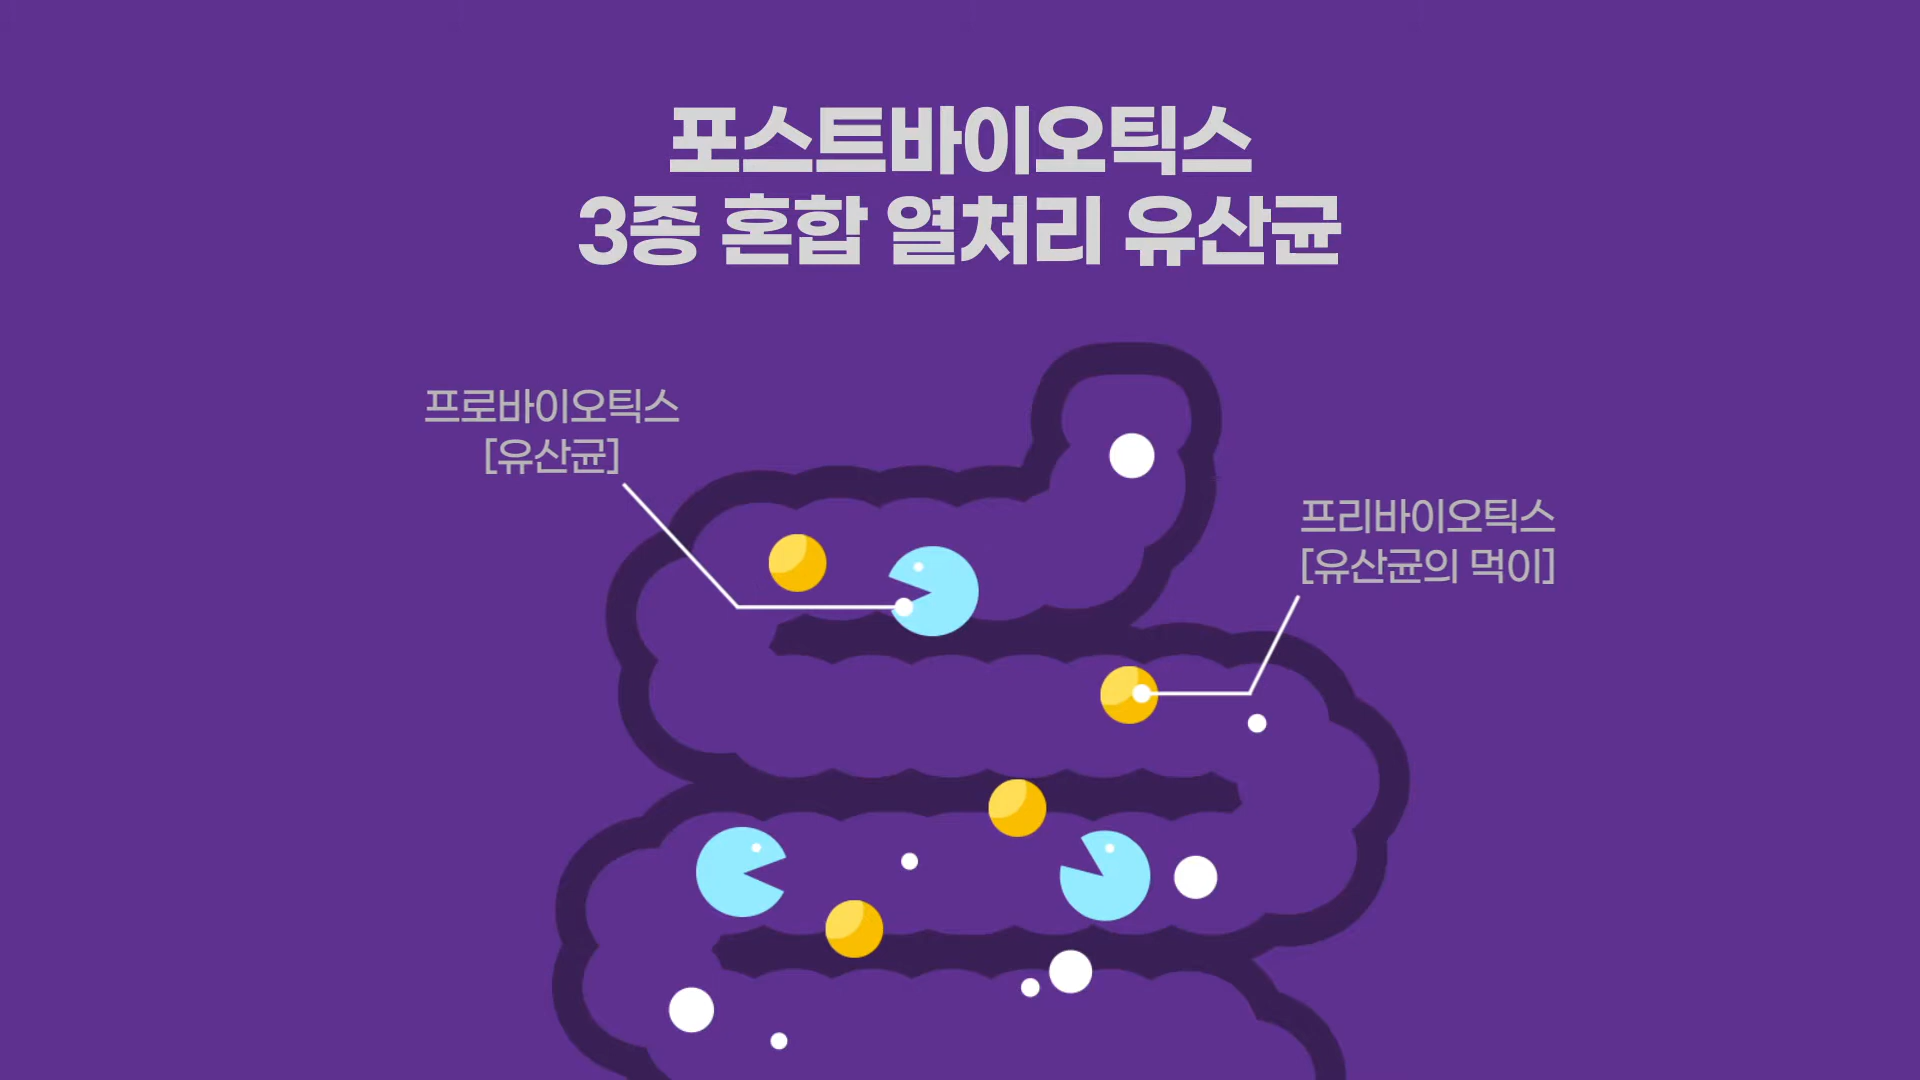 포스트바이오틱스
3종 혼합 열처리 유산균
프로바이오틱스
[유산균]
프리바이오틱스
[유산균의 먹이]